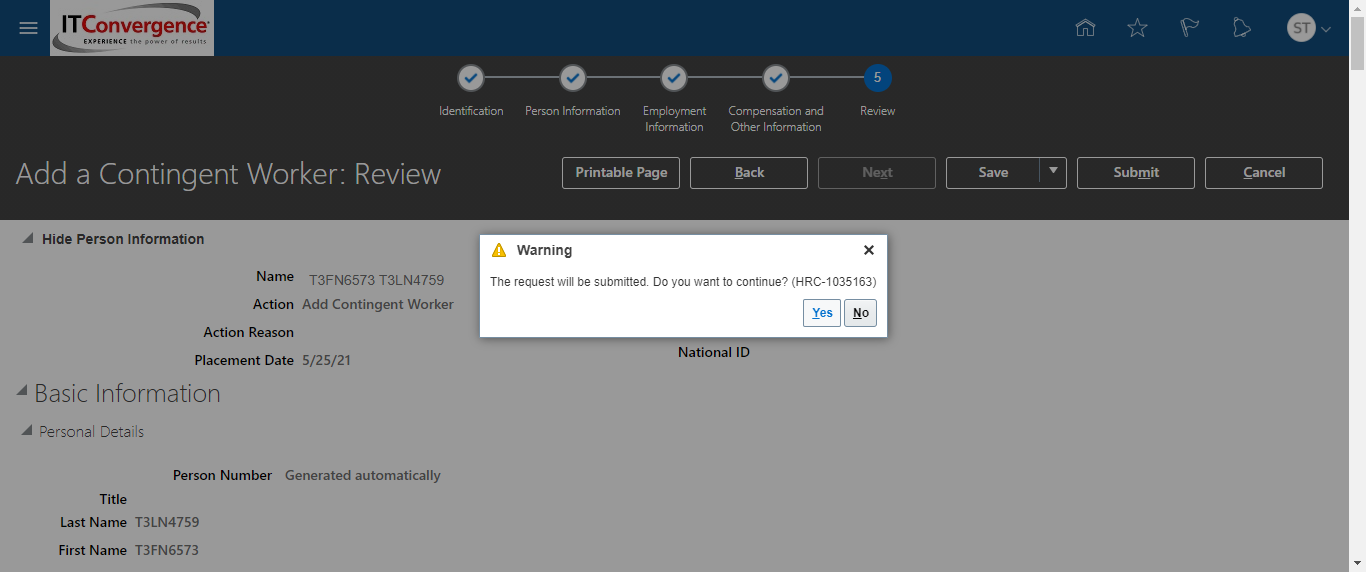 ITConvergence
EXPERIENCE the power of results
ST
5
Identification
Person Information
Employment
Information
Compensation and
Other Information
Review
Add a Contingent Worker: Review
Printable Page
Back
Next
Save
Submit
Cancel
Hide Person Information
Warning
The request will be submitted. Do you want to continue? (HRC-1035163)
Yes
No
Name T3FN6573 T3LN4759
Action Add Contingent Worker
Action Reason
Placement Date 5/25/21
National ID
Basic Information
Personal Details
Person Number Generated automatically
Title
Last Name T3LN4759
First Name T3FN6573